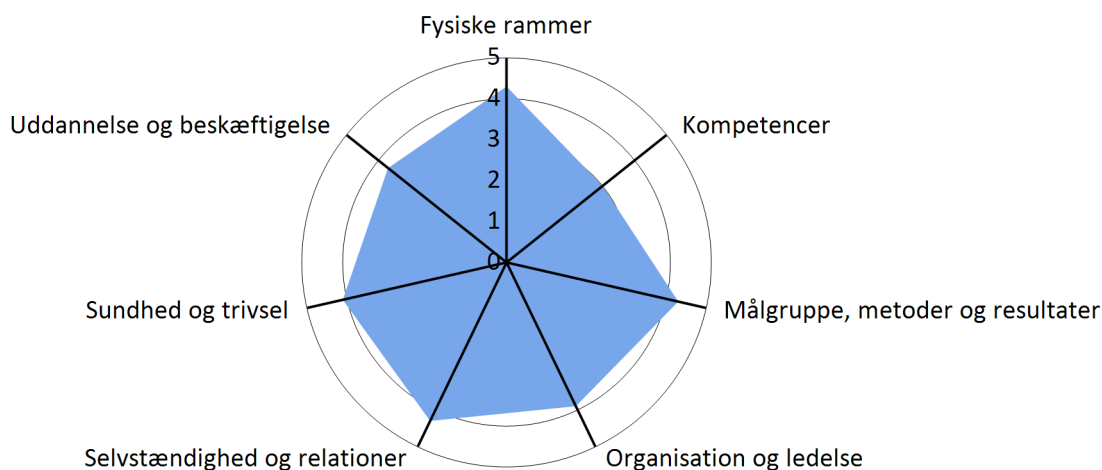 Fysiske rammer
5
4
3
2
1
0
Kompetencer
Målgruppe, metoder og resultater
Organisation og ledelse
Selvstændighed og relationer
Sundhed og trivsel
Uddannelse og beskæftigelse